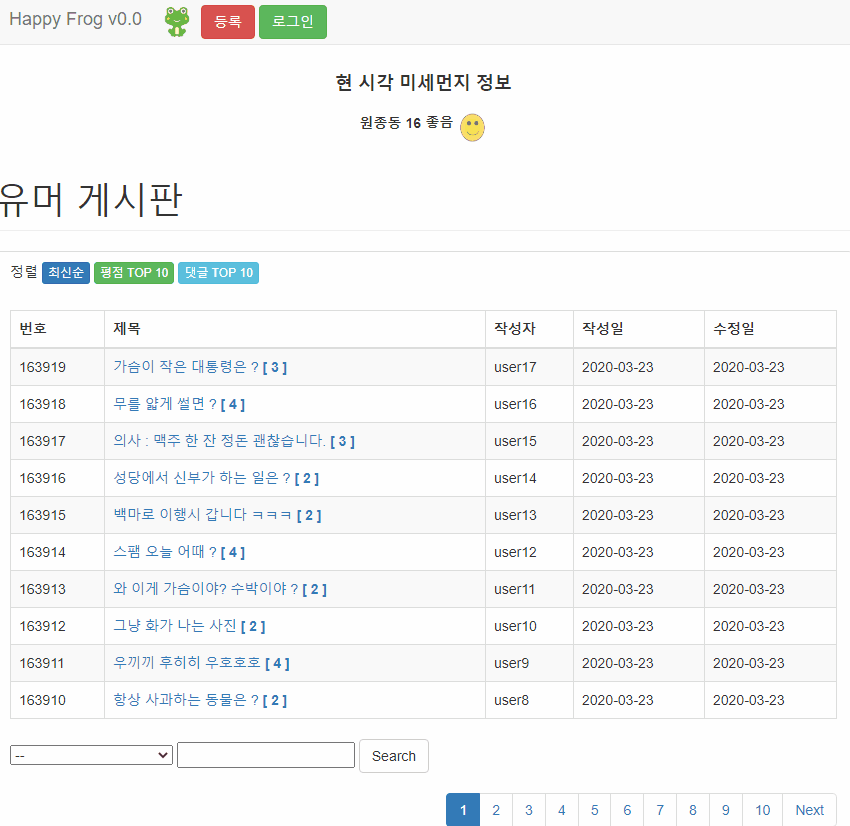 Happy Frog v0.0 등록 로그인
현 시각 미세먼지 정보
원종동 16 좋음
유머 게시판
정렬 최신순 평점 TOP 10 댓글 TOP 10
번호 제목 작성자 작성일 수정일
163919 가슴이 작은 대통령은 ? [ 3 ] user17 2020-03-23 2020-03-23
163918 무를 얇게 썰면 ? [ 4 ] user16 2020-03-23 2020-03-23
163917 의사 : 맥주 한 잔 정돈 괜찮습니다. [ 3 ] user15 2020-03-23 2020-03-23
163916 성당에서 신부가 하는 일은 ? [ 2 ] user14 2020-03-23 2020-03-23
163915 백마로 이행시 갑니다 ㅋㅋㅋ [ 2 ] user13 2020-03-23 2020-03-23
163914 스팸 오늘 어때 ? [ 4 ] user12 2020-03-23 2020-03-23
163913 와 이게 가슴이야? 수박이야 ? [ 2 ] user11 2020-03-23 2020-03-23
163912 그냥 화가 나는 사진 [ 2 ] user10 2020-03-23 2020-03-23
163911 우끼끼 후히히 우호호호 [ 4 ] user9 2020-03-23 2020-03-23
163910 항상 사과하는 동물은 ? [ 2 ] user8 2020-03-23 2020-03-23
-- Search
1 2 3 4 5 6 7 8 9 10 Next